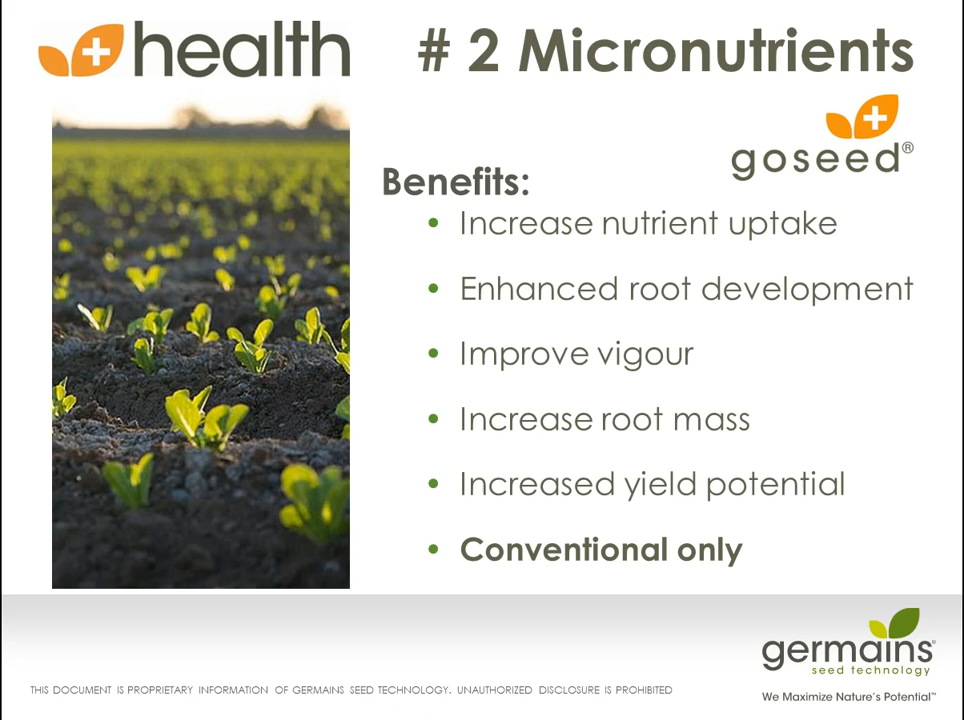 health
# 2 Micronutrients
goseed®
Benefits:
• Increase nutrient uptake
• Enhanced root development
• Improve vigour
• Increase root mass
• Increased yield potential
• Conventional only
germains®
seed technology
We Maximize Nature's Potential™
THIS DOCUMENT IS PROPRIETARY INFORMATION OF GERMAINS SEED TECHNOLOGY. UNAUTHORIZED DISCLOSURE IS PROHIBITED